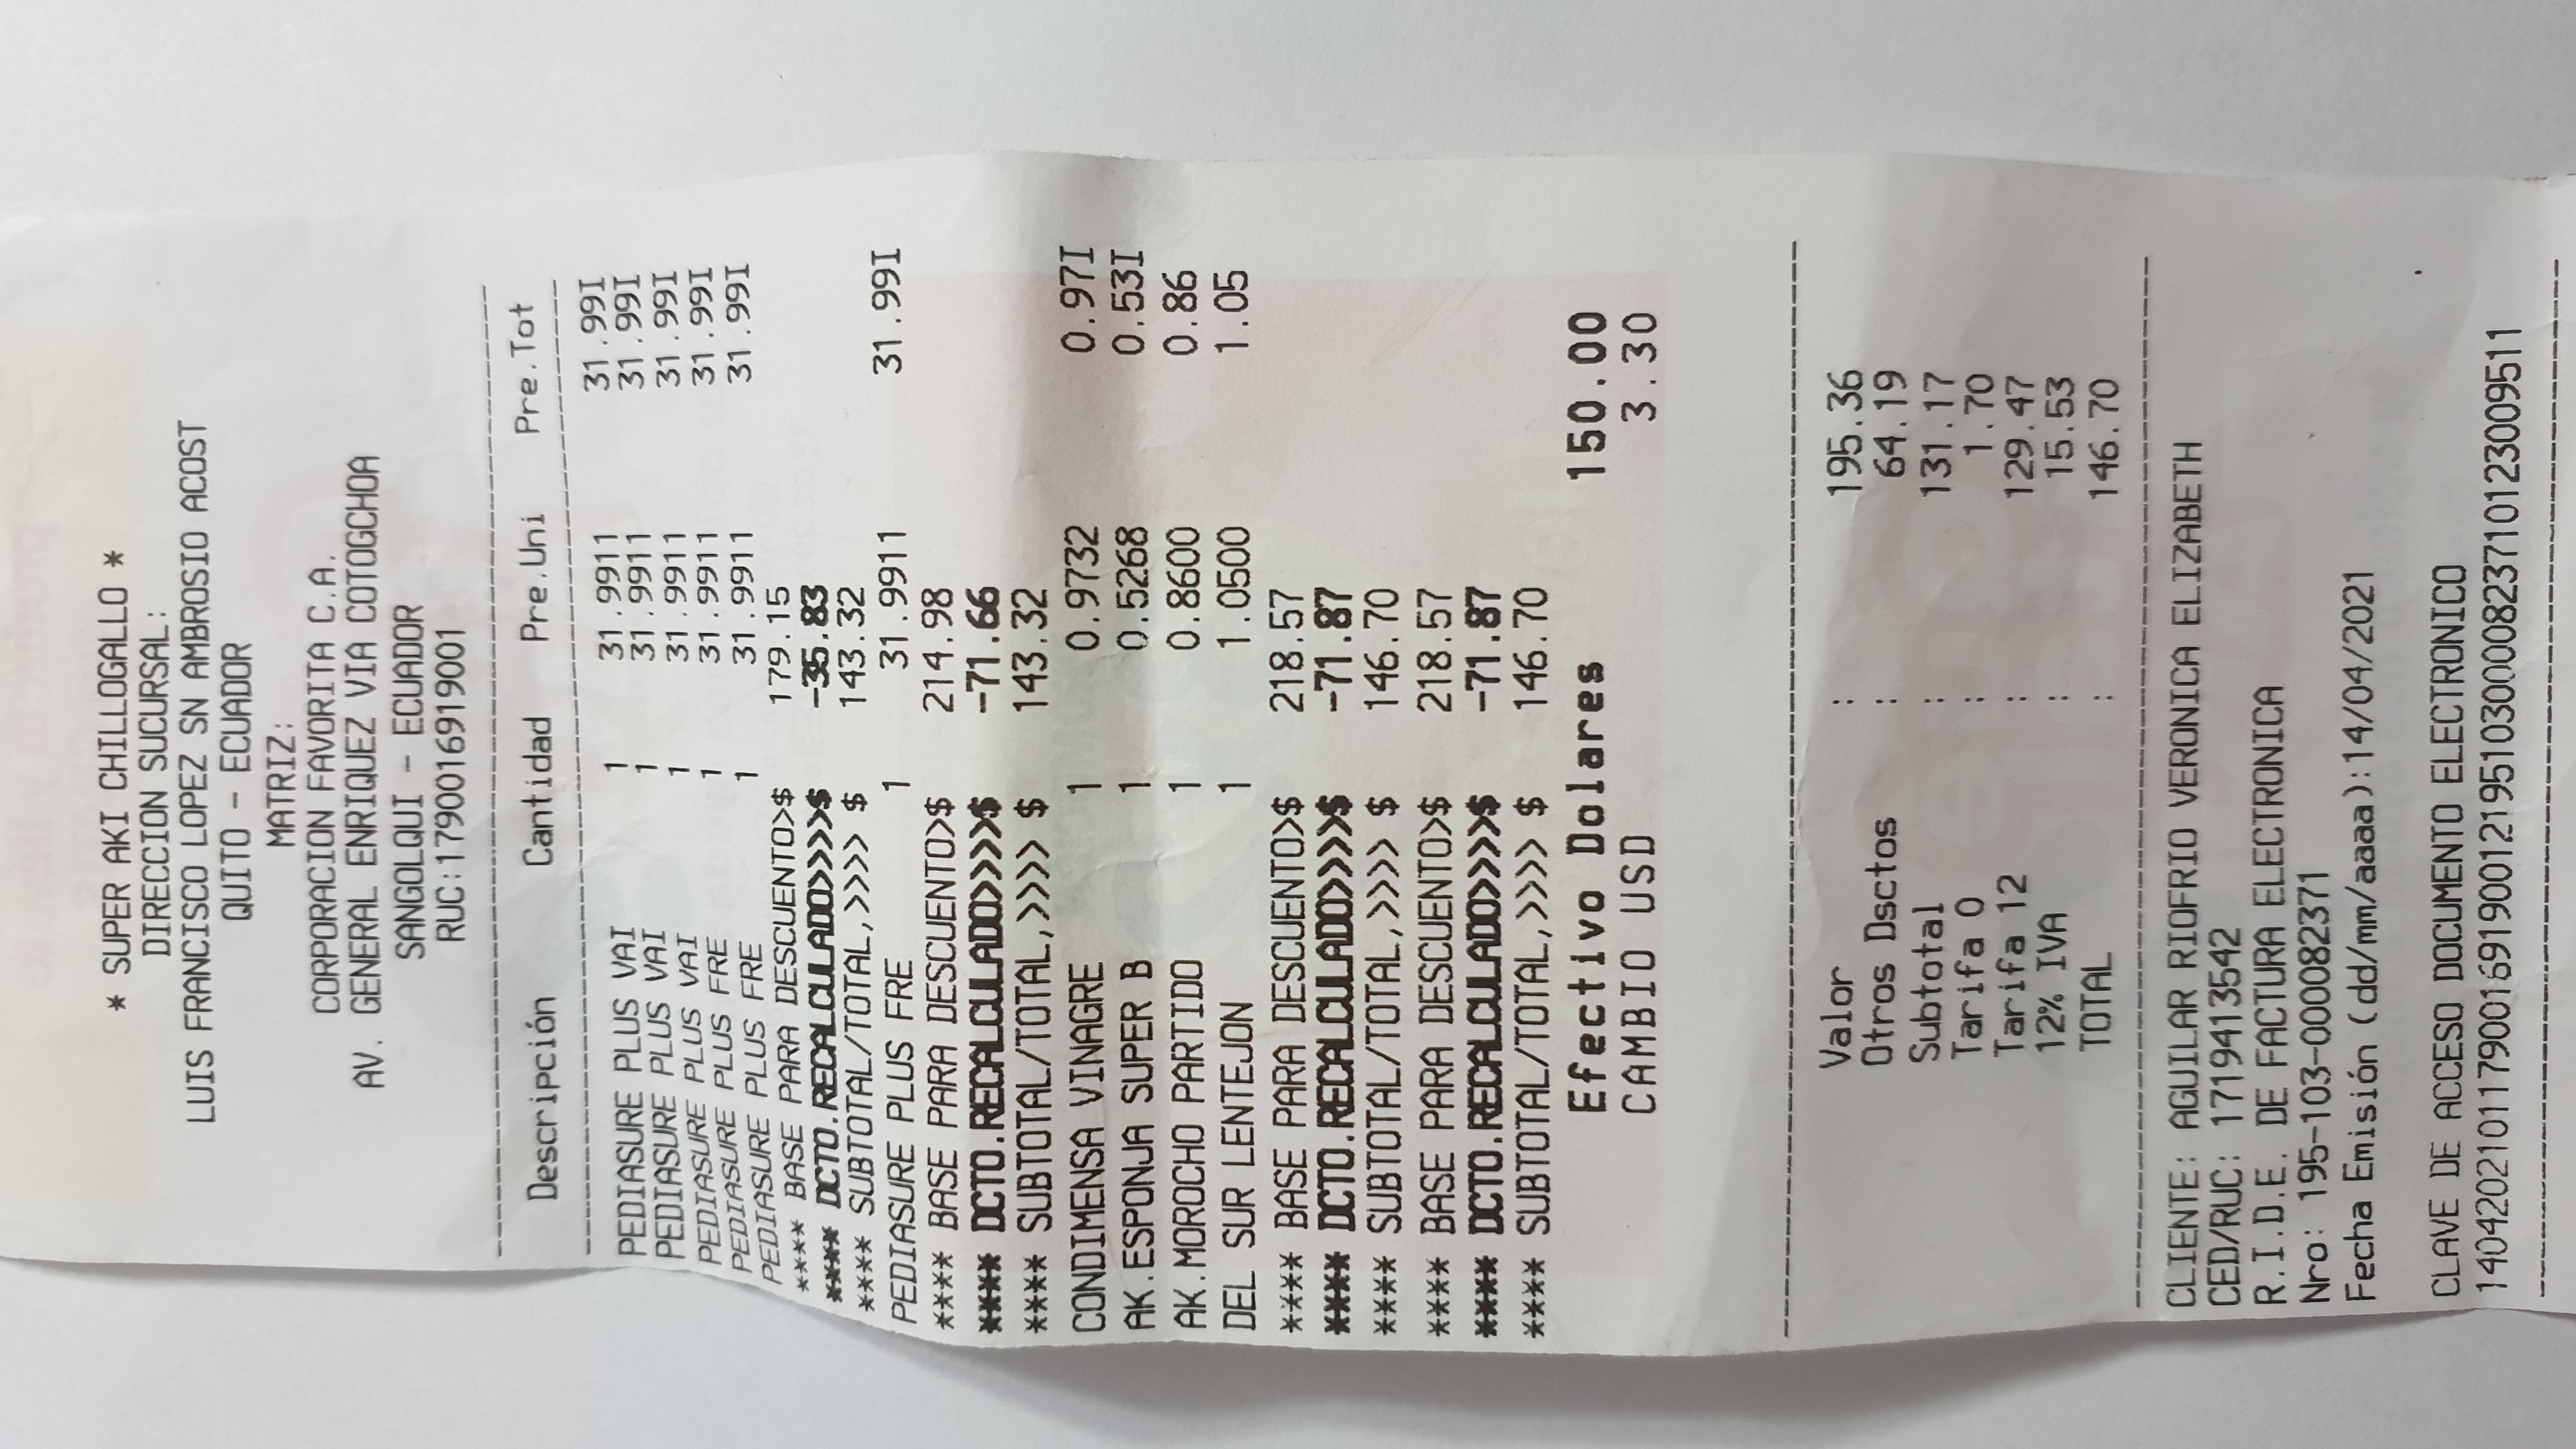 * SUPER AKI CHILLOGALLO *
DIRECCION SUCURSAL:
LUIS FRANCISCO LOPEZ SN AMBROSIO ACOST
QUITO - ECUADOR
MATRIZ:
CORPORACION FAVORITA C.A.
AV. GENERAL ENRIQUEZ VIA COTOGCHOA
SANGOLQUI - ECUADOR
RUC:1790016919001
Descripción Cantidad Pre.Uni Pre.Tot
PEDIASURE PLUS VAI 1 31.9911 31.99I
PEDIASURE PLUS VAI 1 31.9911 31.99I
PEDIASURE PLUS VAI 1 31.9911 31.99I
PEDIASURE PLUS FRE 1 31.9911 31.99I
PEDIASURE PLUS FRE 1 31.9911 31.99I
**** BASE PARA DESCUENTO>$ 179.15
**** DCTO.RECALCULADO>>>>$ -35.83
**** SUBTOTAL/TOTAL,>>>> $ 143.32
PEDIASURE PLUS FRE 1 31.9911 31.99I
**** BASE PARA DESCUENTO>$ 214.98
**** DCTO.RECALCULADO>>>>$ -71.66
**** SUBTOTAL/TOTAL,>>>> $ 143.32
CONDIMENSA VINAGRE 1 0.9732 0.97I
AK.ESPONJA SUPER B 1 0.5268 0.53I
AK.MOROCHO PARTIDO 1 0.8600 0.86
DEL SUR LENTEJON 1 1.0500 1.05
**** BASE PARA DESCUENTO>$ 218.57
**** DCTO.RECALCULADO>>>>$ -71.87
**** SUBTOTAL/TOTAL,>>>> $ 146.70
**** BASE PARA DESCUENTO>$ 218.57
**** DCTO.RECALCULADO>>>>$ -71.87
**** SUBTOTAL/TOTAL,>>>> $ 146.70
Efectivo Dolares 150.00
CAMBIO USD 3.30
Valor : 195.36
Otros Dsctos : 64.19
Subtotal : 131.17
Tarifa 0 : 1.70
Tarifa 12 : 129.47
12% IVA : 15.53
TOTAL : 146.70
CLIENTE: AGUILAR RIOFRIO VERONICA ELIZABETH
CED/RUC: 1719413542
R.I.D.E. DE FACTURA ELECTRONICA
Nro: 195-103-000082371
Fecha Emisión (dd/mm/aaaa):14/04/2021
CLAVE DE ACCESO DOCUMENTO ELECTRONICO
1404202101179001691900121951030000823710123009511